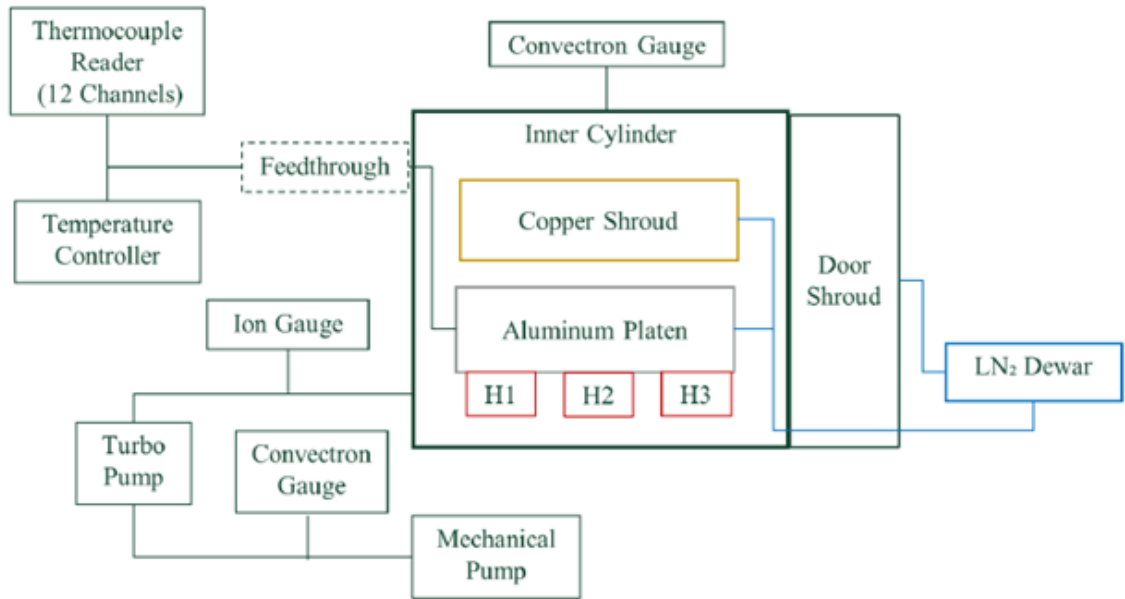 Thermocouple
Reader
(12 Channels)
Convectron Gauge
Inner Cylinder
Feedthrough
Copper Shroud
Temperature
Controller
Door
Shroud
Ion Gauge
Aluminum Platen
LN₂ Dewar
H1 H2 H3
Turbo
Pump
Convectron
Gauge
Mechanical
Pump